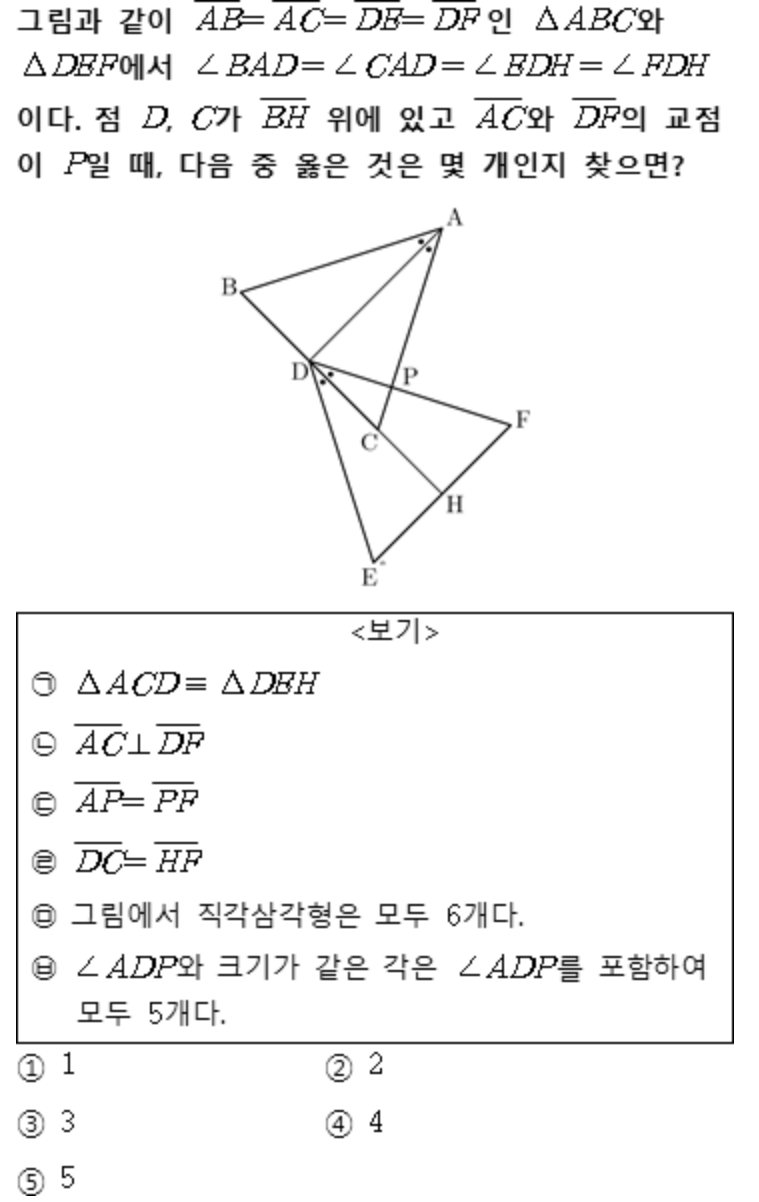 그림과 같이 AB=AC=DE=DF인 △ABC와
△DEF에서 ∠BAD=∠CAD=∠EDH=∠FDH
이다. 점 D, C가 BH 위에 있고 AC와 DF의 교점
이 P일 때, 다음 중 옳은 것은 몇 개인지 찾으면?
A
B
D
P
F
C
H
E
<보기>
㉠ △ACD≡△DEH
㉡ AC⊥DF
㉢ AP=PF
㉣ DC=HF
㉤ 그림에서 직각삼각형은 모두 6개다.
㉥ ∠ADP와 크기가 같은 각은 ∠ADP를 포함하여
모두 5개다.
① 1
② 2
③ 3
④ 4
⑤ 5